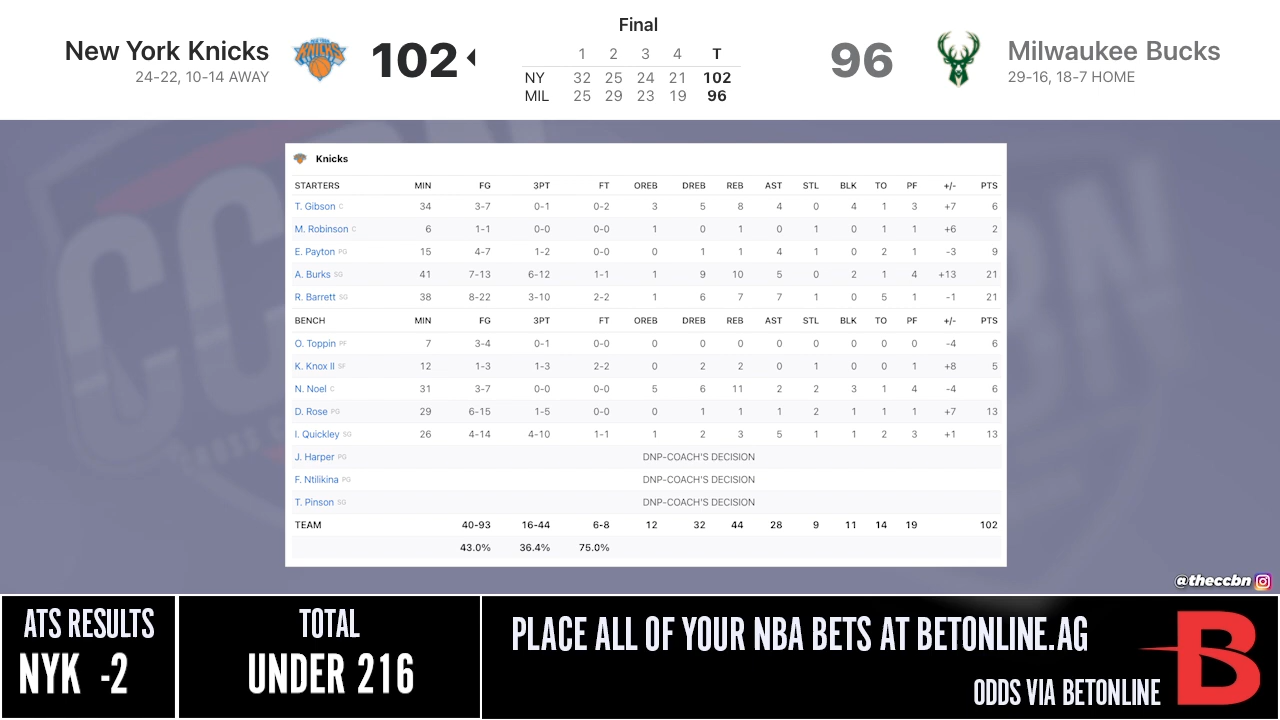 Final
New York Knicks
24-22, 10-14 AWAY
KNICKS
102
1 2 3 4 T
NY 32 25 24 21 102
MIL 25 29 23 19 96
96
Milwaukee Bucks
29-16, 18-7 HOME
Knicks
STARTERS MIN FG 3PT FT OREB DREB REB AST STL BLK TO PF +/- PTS
T. Gibson C 34 3-7 0-1 0-2 3 5 8 4 0 4 1 3 +7 6
M. Robinson C 6 1-1 0-0 0-0 1 0 1 0 1 0 1 1 +6 2
E. Payton PG 15 4-7 1-2 0-0 0 1 1 4 1 0 2 1 -3 9
A. Burks SG 41 7-13 6-12 1-1 1 9 10 5 0 2 1 4 +13 21
R. Barrett SG 38 8-22 3-10 2-2 1 6 7 7 1 0 5 1 -1 21
BENCH MIN FG 3PT FT OREB DREB REB AST STL BLK TO PF +/- PTS
O. Toppin PF 7 3-4 0-1 0-0 0 0 0 0 0 0 0 0 -4 6
K. Knox II SF 12 1-3 1-3 2-2 0 2 2 0 1 0 0 1 +8 5
N. Noel C 31 3-7 0-0 0-0 5 6 11 2 2 3 1 4 -4 6
D. Rose PG 29 6-15 1-5 0-0 0 1 1 1 2 1 1 1 +7 13
I. Quickley SG 26 4-14 4-10 1-1 1 2 3 5 1 1 2 3 +1 13
J. Harper PG DNP-COACH'S DECISION
F. Ntilikina PG DNP-COACH'S DECISION
T. Pinson SG DNP-COACH'S DECISION
TEAM 40-93 16-44 6-8 12 32 44 28 9 11 14 19 102
43.0% 36.4% 75.0%
@theccbn
ATS RESULTS
NYK -2
TOTAL
UNDER 216
PLACE ALL OF YOUR NBA BETS AT BETONLINE.AG
ODDS VIA BETONLINE
B